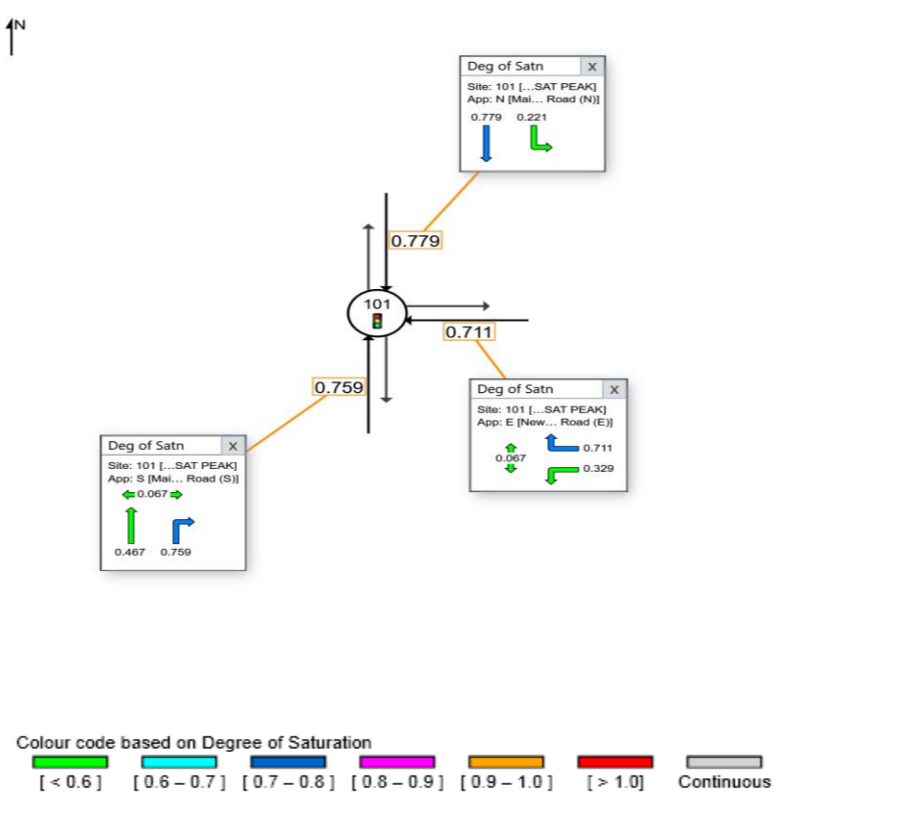 N
Deg of Satn X
Site: 101 [...SAT PEAK]
App: N [Mai... Road (N)]
0.779 0.221
0.779
101
0.711
0.759
Deg of Satn X
Site: 101 [...SAT PEAK]
App: E [New... Road (E)]
0.711
0.067
0.329
Deg of Satn X
Site: 101 [...SAT PEAK]
App: S [Mai... Road (S)]
0.067
0.467 0.759
Colour code based on Degree of Saturation
[ < 0.6 ] [ 0.6 – 0.7 ] [ 0.7 – 0.8 ] [ 0.8 – 0.9 ] [ 0.9 – 1.0 ] [ > 1.0] Continuous